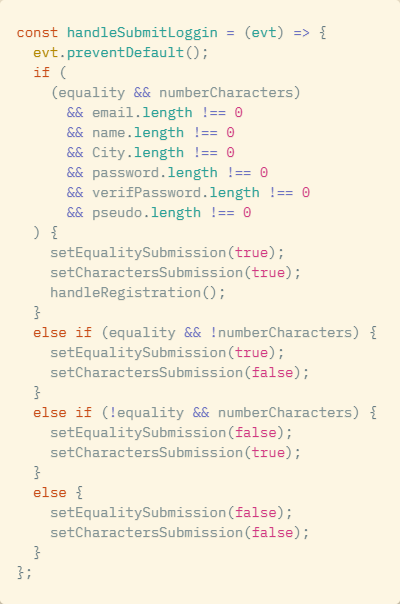 const handleSubmitLoggin = (evt) => {
  evt.preventDefault();
  if (
    (equality && numberCharacters)
      && email.length !== 0
      && name.length !== 0
      && City.length !== 0
      && password.length !== 0
      && verifPassword.length !== 0
      && pseudo.length !== 0
  ) {
    setEqualitySubmission(true);
    setCharactersSubmission(true);
    handleRegistration();
  }
  else if (equality && !numberCharacters) {
    setEqualitySubmission(true);
    setCharactersSubmission(false);
  }
  else if (!equality && numberCharacters) {
    setEqualitySubmission(false);
    setCharactersSubmission(true);
  }
  else {
    setEqualitySubmission(false);
    setCharactersSubmission(false);
  }
};